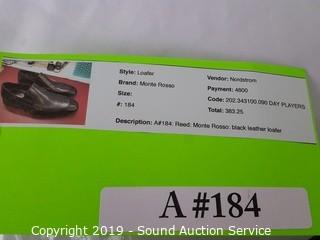 Style: Loafer
Brand: Monte Rosso
Size:
#: 184
Vendor: Nordstrom
Payment: 4800
Code: 202.343100.090 DAY PLAYERS
Total: 383.25
Description: A#184: Reed: Monte Rosso: black leather loafer
A #184
Copyright 2019 - Sound Auction Service